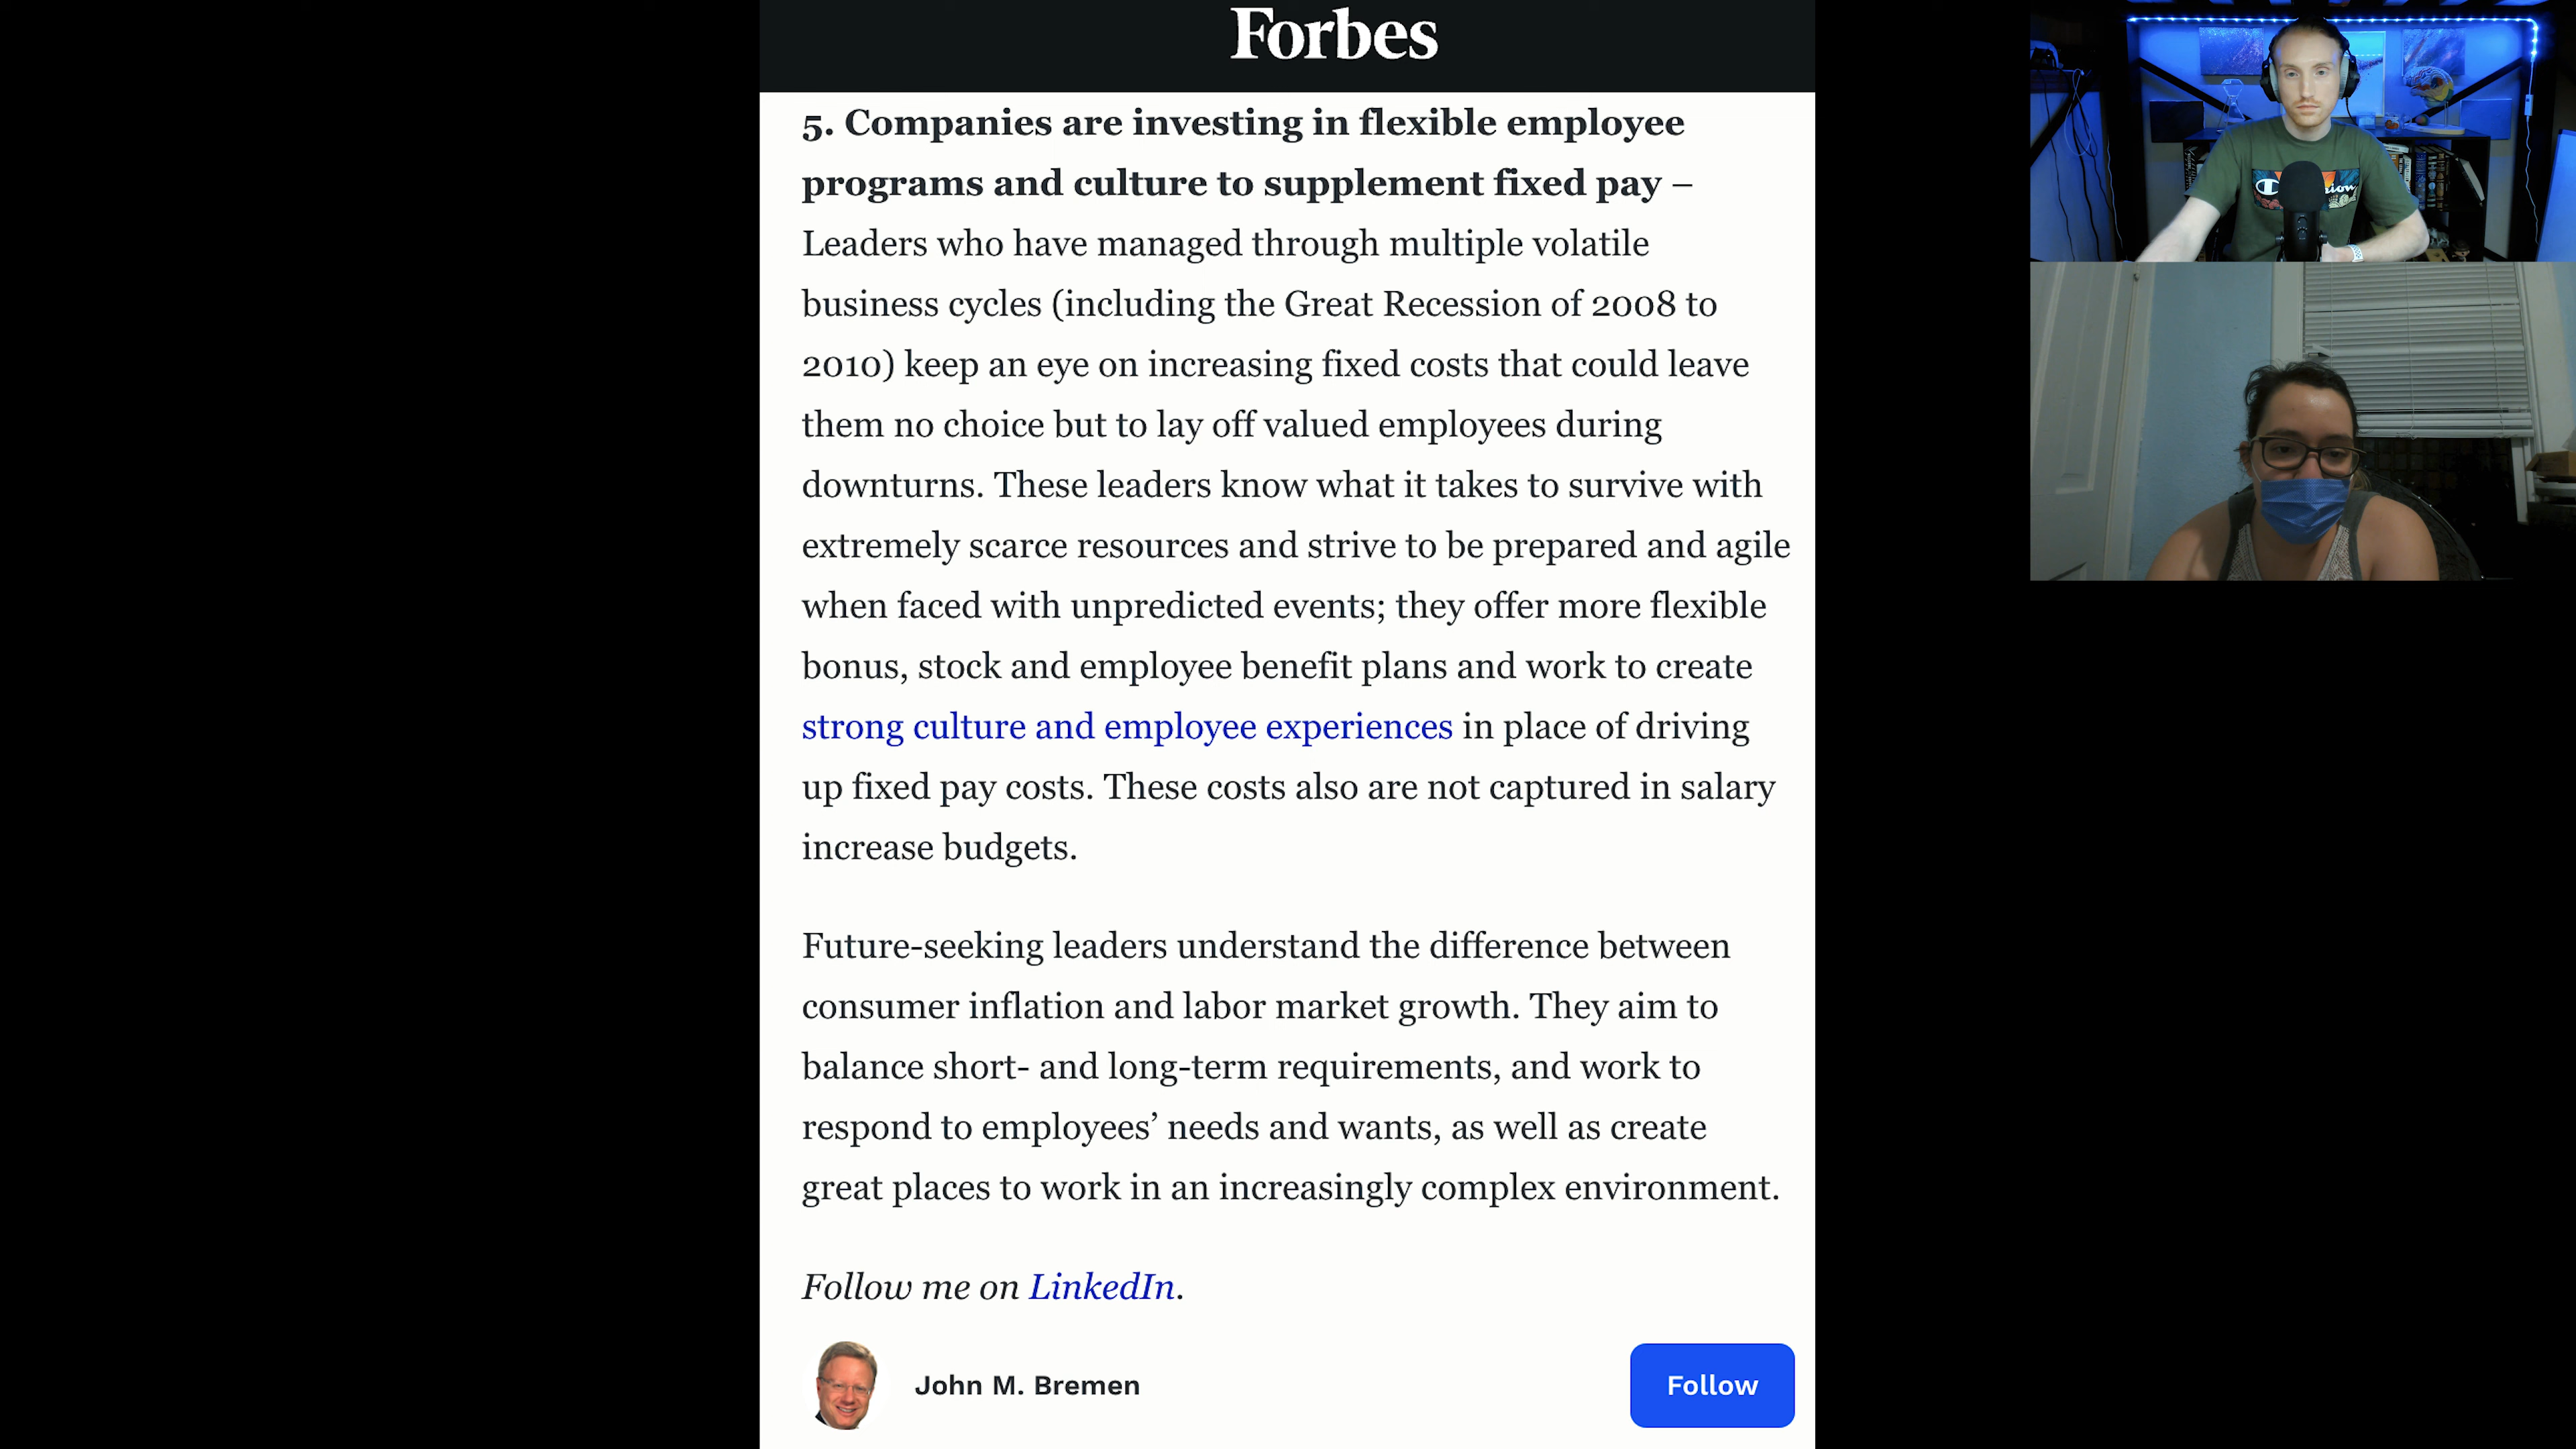 Forbes
5. Companies are investing in flexible employee
programs and culture to supplement fixed pay –
Leaders who have managed through multiple volatile
business cycles (including the Great Recession of 2008 to
2010) keep an eye on increasing fixed costs that could leave
them no choice but to lay off valued employees during
downturns. These leaders know what it takes to survive with
extremely scarce resources and strive to be prepared and agile
when faced with unpredicted events; they offer more flexible
bonus, stock and employee benefit plans and work to create
strong culture and employee experiences in place of driving
up fixed pay costs. These costs also are not captured in salary
increase budgets.
Future-seeking leaders understand the difference between
consumer inflation and labor market growth. They aim to
balance short- and long-term requirements, and work to
respond to employees’ needs and wants, as well as create
great places to work in an increasingly complex environment.
Follow me on LinkedIn.
John M. Bremen
Follow